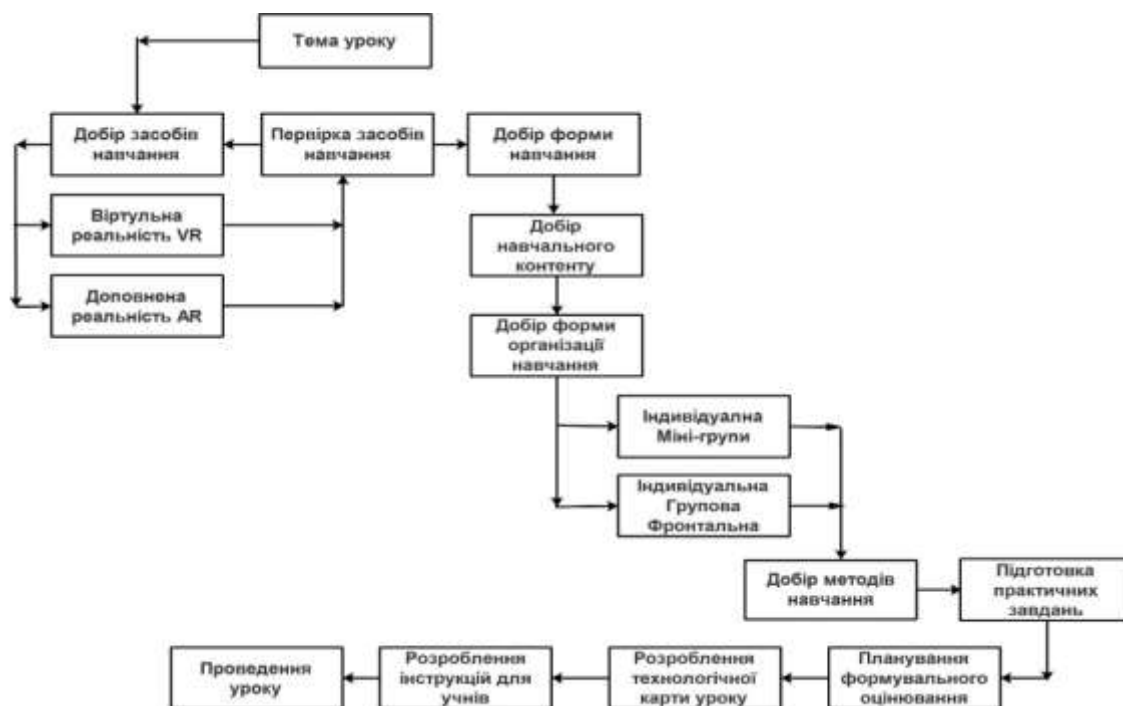 Тема уроку
Добір засобів
навчання
Первірка засобів
навчання
Добір форми
навчання
Віртульна
реальність VR
Доповнена
реальність AR
Добір
навчального
контенту
Добір форми
організації
навчання
Індивідуална
Міні-групи
Індивідуальна
Групова
Фронтальна
Добір методів
навчання
Підготовка
практичних
завдань
Планування
формувального
оцінювання
Розроблення
технологічної
карти уроку
Розроблення
інструкцій для
учнів
Проведення
уроку